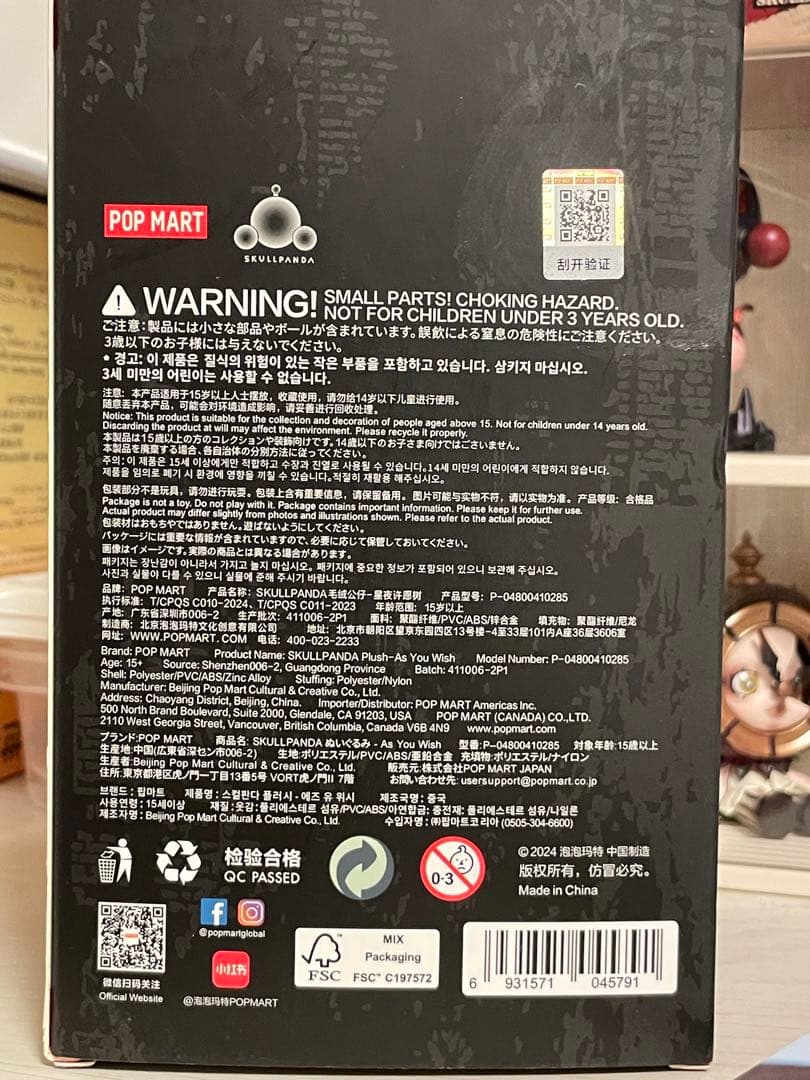 POP MART
SKULLPANDA
刮开验证
WARNING! SMALL PARTS! CHOKING HAZARD.
NOT FOR CHILDREN UNDER 3 YEARS OLD.
ご注意：製品には小さな部品やボールが含まれています。誤飲による窒息の危険性にご注意ください。
3歳以下のお子様には与えないでください。
* 경고: 이 제품은 질식의 위험이 있는 작은 부품을 포함하고 있습니다. 삼키지 마십시오.
3세 미만의 어린이는 사용할 수 없습니다.
注意：本产品适用于15岁以上人士摆放，收藏使用，请勿给14岁以下儿童进行使用。
随意丢弃本产品，可能会对环境造成影响，请妥善进行回收处理。
Notice: This product is suitable for the collection and decoration of people aged above 15. Not for children under 14 years old.
Discarding the product at will may affect the environment. Please recycle it properly.
本製品は15歳以上の方のコレクションや装飾向けです。14歳以下のお子さま向けではございません。
本製品を廃棄する場合、各自治体の分別方法に従ってください。
주의: 이 제품은 15세 이상에게만 적합하고 수장과 진열로 사용될 수 있습니다.14세 미만의 어린이에게 적합하지 않습니다.
제품을 임의로 폐기 시 환경에 영향을 끼칠 수 있습니다.적절히 재활용 해주십시오.
包装部分不是玩具，请勿进行玩耍。包装上含有重要信息，请保留备用。图片可能与实物不符，请以实物为准。 产品等级：合格品
Package is not a toy. Do not play with it. Package contains important information. Please keep it for further use.
Actual product may differ slightly from photos and illustrations shown. Please refer to the actual product.
包装材はおもちゃではありません。遊ばないようにしてください。
パッケージには重要な情報が含まれていますので、必要に応じて保管しておいてください。
画像はイメージです。実際の商品とは異なる場合があります。
패키지는 장난감이 아니라서 가지고 놀지 마십시오. 패키지에 중요한 정보가 포함되어 있으니 보관해 주십시오.
사진과 실물이 다를 수 있으니 실물에 준해 주시기 바랍니다.
品牌：POP MART 产品名称：SKULLPANDA毛绒公仔-星夜许愿树 产品型号：P-04800410285
执行标准：T/CPQS C010-2024、T/CPQS C011-2023 年龄范围：15岁以上
产地：广东省深圳市006-2 生产批次：411006-2P1 面料：聚酯纤维/PVC/ABS/锌合金 填充物：聚酯纤维/尼龙
制造商：北京泡泡玛特文化创意有限公司 地址：北京市朝阳区望京东园四区13号楼-4至33层101内A座36层3606室
网址：WWW.POPMART.COM 电话：400-023-2233
Brand: POP MART Product Name: SKULLPANDA Plush-As You Wish Model Number: P-04800410285
Age: 15+ Source: Shenzhen006-2, Guangdong Province Batch: 411006-2P1
Shell: Polyester/PVC/ABS/Zinc Alloy Stuffing: Polyester/Nylon
Manufacturer: Beijing Pop Mart Cultural & Creative Co., Ltd.
Address: Chaoyang District, Beijing, China. Importer/Distributor: POP MART Americas Inc.
500 North Brand Boulevard, Suite 2000, Glendale, CA 91203, USA POP MART (CANADA) CO.,LTD.
2110 West Georgia Street, Vancouver, British Columbia, Canada V6B 4N9 www.popmart.com
ブランド:POP MART 商品名：SKULLPANDA ぬいぐるみ - As You Wish 型番:P-04800410285 対象年齢:15歳以上
生産地:中国(広東省深セン市006-2) 生地:ポリエステル/PVC/ABS/亜鉛合金 充填物:ポリエステル/ナイロン
生産者:Beijing Pop Mart Cultural & Creative Co., Ltd. 販売元:株式会社POP MART JAPAN
住所:東京都港区虎ノ門一丁目13番5号 VORT虎ノ門II 7階 お問い合わせ先: usersupport@popmart.co.jp
브랜드 : 팝마트 제품명 : 스컬판다 플러시 - 에즈 유 위시 제조국명 : 중국
사용연령 : 15세이상 재질 : 옷감:폴리에스테르 섬유/PVC/ABS/아연합금; 충전재: 폴리에스테르 섬유/나일론
제조자명 : Beijing Pop Mart Cultural & Creative Co., Ltd. 수입자명 : ㈜팝마트코리아 (0505-304-6600)
检验合格
QC PASSED
0-3
©2024 泡泡玛特 中国制造
版权所有，仿冒必究。
Made in China
@popmartglobal
微信扫码关注
Official Website
小红书
@泡泡玛特POPMART
FSC
MIX
Packaging
FSC™ C197572
6 931571 045791